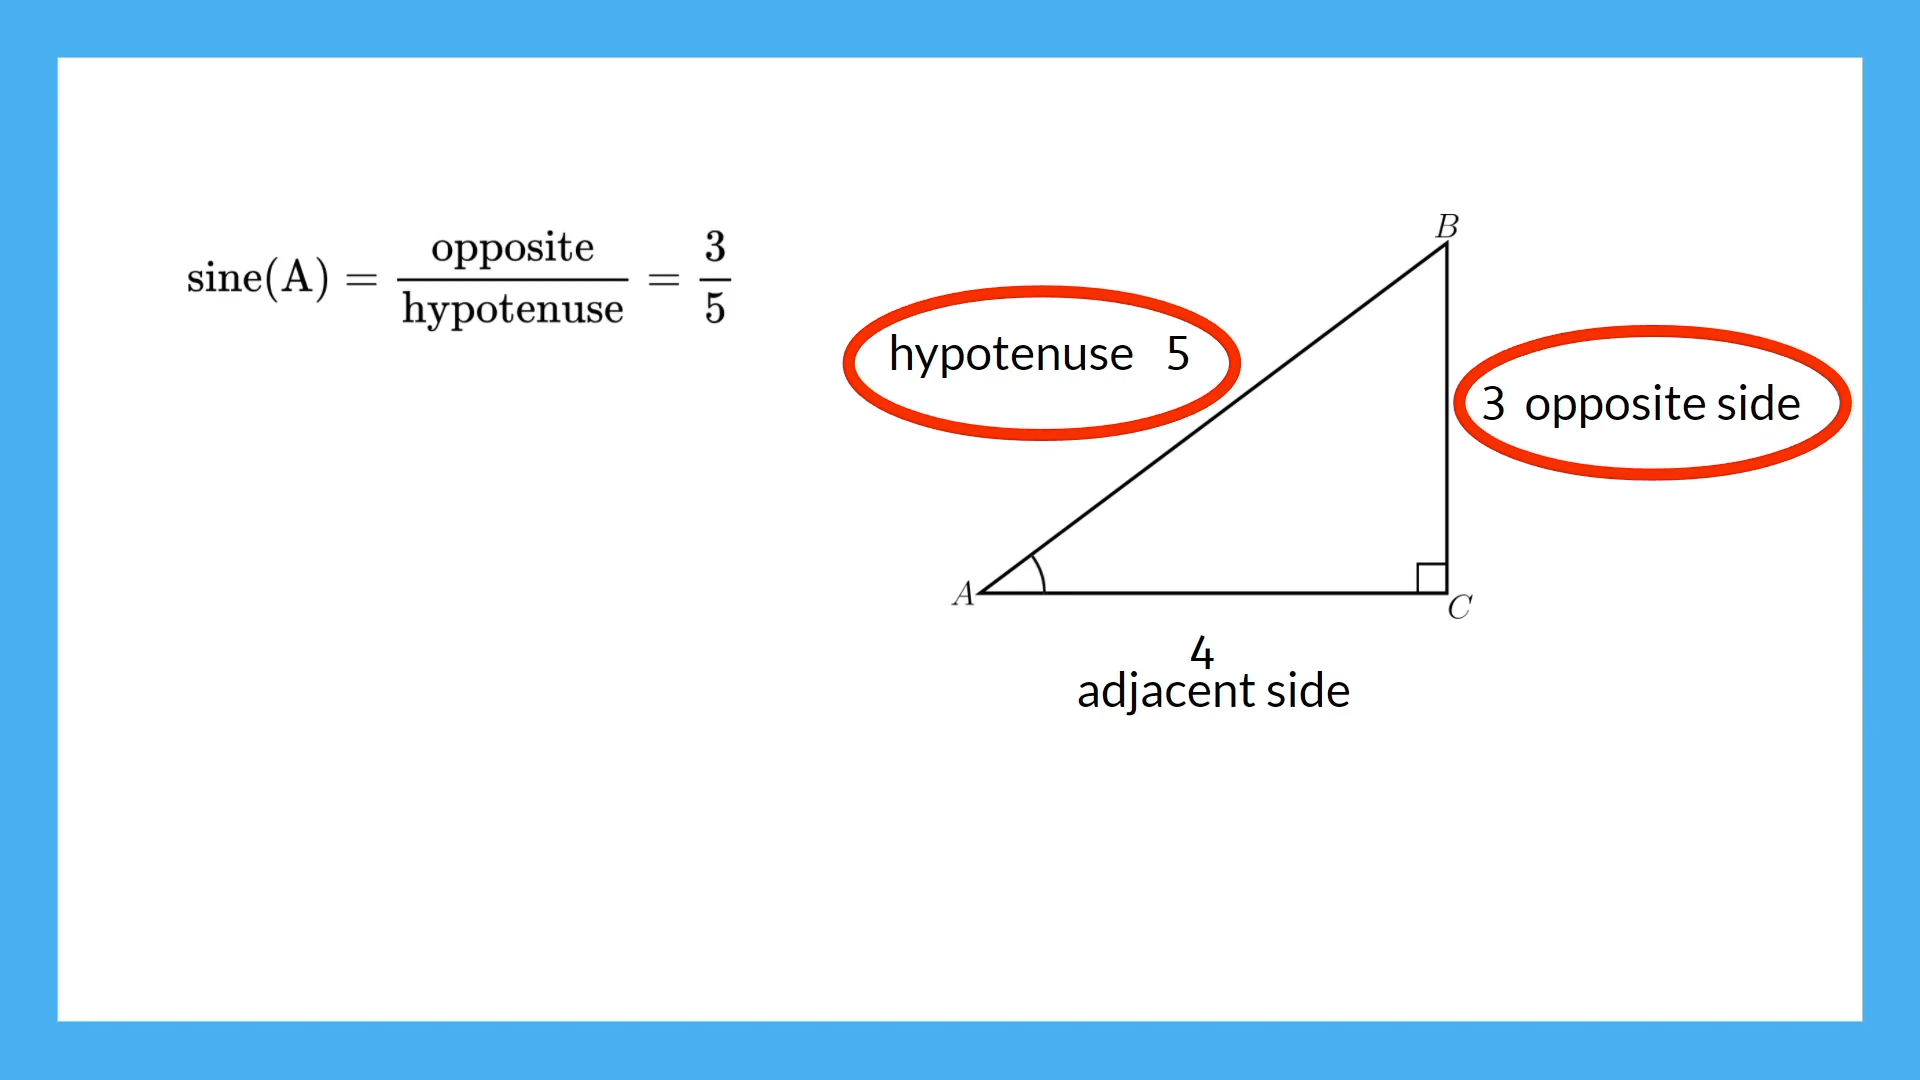 sine(A) = opposite/hypotenuse = 3/5
B
hypotenuse 5
3 opposite side
A
C
4
adjacent side